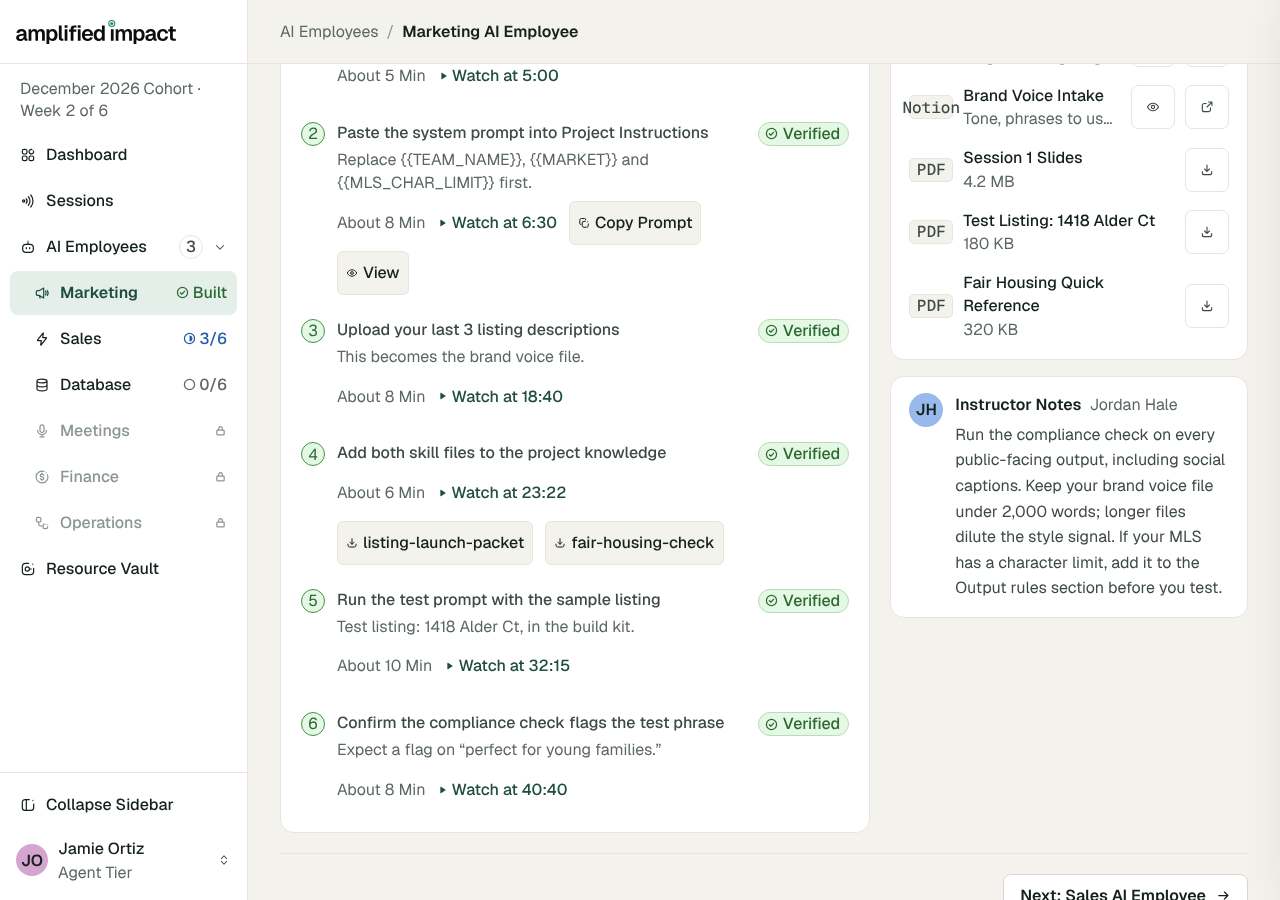 amplified impact
AI Employees / Marketing AI Employee
December 2026 Cohort ·
Week 2 of 6
Dashboard
Sessions
AI Employees 3
Marketing Built
Sales 3/6
Database 0/6
Meetings
Finance
Operations
Resource Vault
Collapse Sidebar
JO Jamie Ortiz
Agent Tier
About 5 Min Watch at 5:00
2 Paste the system prompt into Project Instructions Verified
Replace {{TEAM_NAME}}, {{MARKET}} and
{{MLS_CHAR_LIMIT}} first.
About 8 Min Watch at 6:30 Copy Prompt
View
3 Upload your last 3 listing descriptions Verified
This becomes the brand voice file.
About 8 Min Watch at 18:40
4 Add both skill files to the project knowledge Verified
About 6 Min Watch at 23:22
listing-launch-packet fair-housing-check
5 Run the test prompt with the sample listing Verified
Test listing: 1418 Alder Ct, in the build kit.
About 10 Min Watch at 32:15
6 Confirm the compliance check flags the test phrase Verified
Expect a flag on “perfect for young families.”
About 8 Min Watch at 40:40
Notion Brand Voice Intake
Tone, phrases to us…
PDF Session 1 Slides
4.2 MB
PDF Test Listing: 1418 Alder Ct
180 KB
PDF Fair Housing Quick
Reference
320 KB
JH Instructor Notes Jordan Hale
Run the compliance check on every
public-facing output, including social
captions. Keep your brand voice file
under 2,000 words; longer files
dilute the style signal. If your MLS
has a character limit, add it to the
Output rules section before you test.
Next: Sales AI Employee